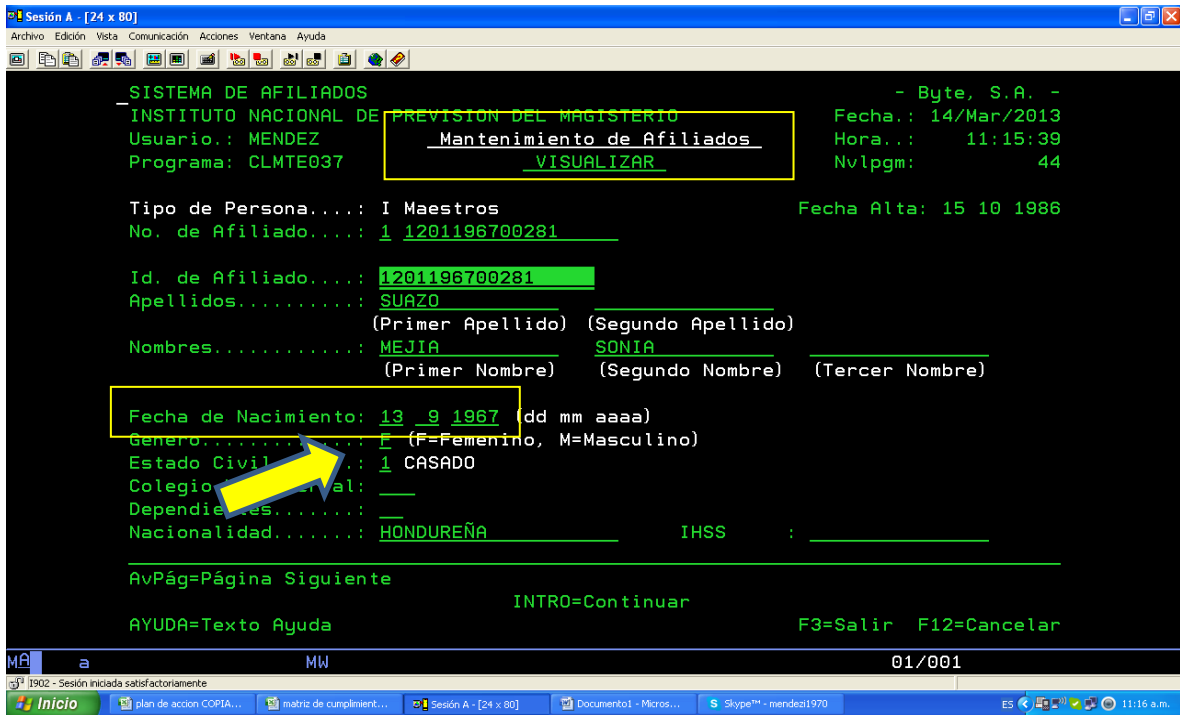 Sesión A - [24 x 80]
Archivo Edición Vista Comunicación Acciones Ventana Ayuda
SISTEMA DE AFILIADOS - Byte, S.A. -
INSTITUTO NACIONAL DE PREVISION DEL MAGISTERIO Fecha.: 14/Mar/2013
Usuario.: MENDEZ Mantenimiento de Afiliados Hora..: 11:15:39
Programa: CLMTE037 VISUALIZAR Nvlpgm: 44
Tipo de Persona....: I Maestros Fecha Alta: 15 10 1986
No. de Afiliado....: 1 1201196700281
Id. de Afiliado....: 1201196700281
Apellidos..........: SUAZO
(Primer Apellido) (Segundo Apellido)
Nombres............: MEJIA SONIA
(Primer Nombre) (Segundo Nombre) (Tercer Nombre)
Fecha de Nacimiento: 13 9 1967 (dd mm aaaa)
Genero.............: F (F=Femenino, M=Masculino)
Estado Civil .: 1 CASADO
Colegio al:
Dependientes.......:
Nacionalidad.......: HONDUREÑA IHSS :
AvPág=Página Siguiente
INTRO=Continuar
AYUDA=Texto Ayuda F3=Salir F12=Cancelar
MA a MW 01/001
I902 - Sesión iniciada satisfactoriamente
Inicio plan de accion COPIA... matriz de cumplimient... Sesión A - [24 x 80] Documento1 - Micros... Skype™ - mendezi1970 ES 11:16 a.m.